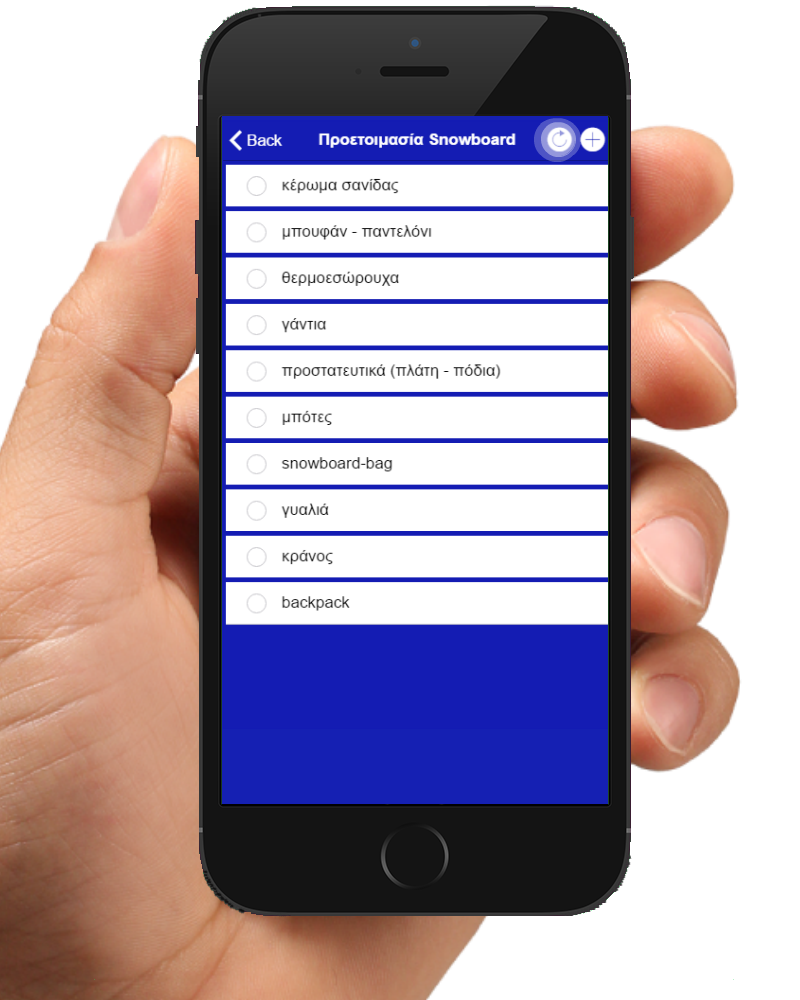 Back Προετοιμασία Snowboard
κέρωμα σανίδας
μπουφάν - παντελόνι
θερμοεσώρουχα
γάντια
προστατευτικά (πλάτη - πόδια)
μπότες
snowboard-bag
γυαλιά
κράνος
backpack